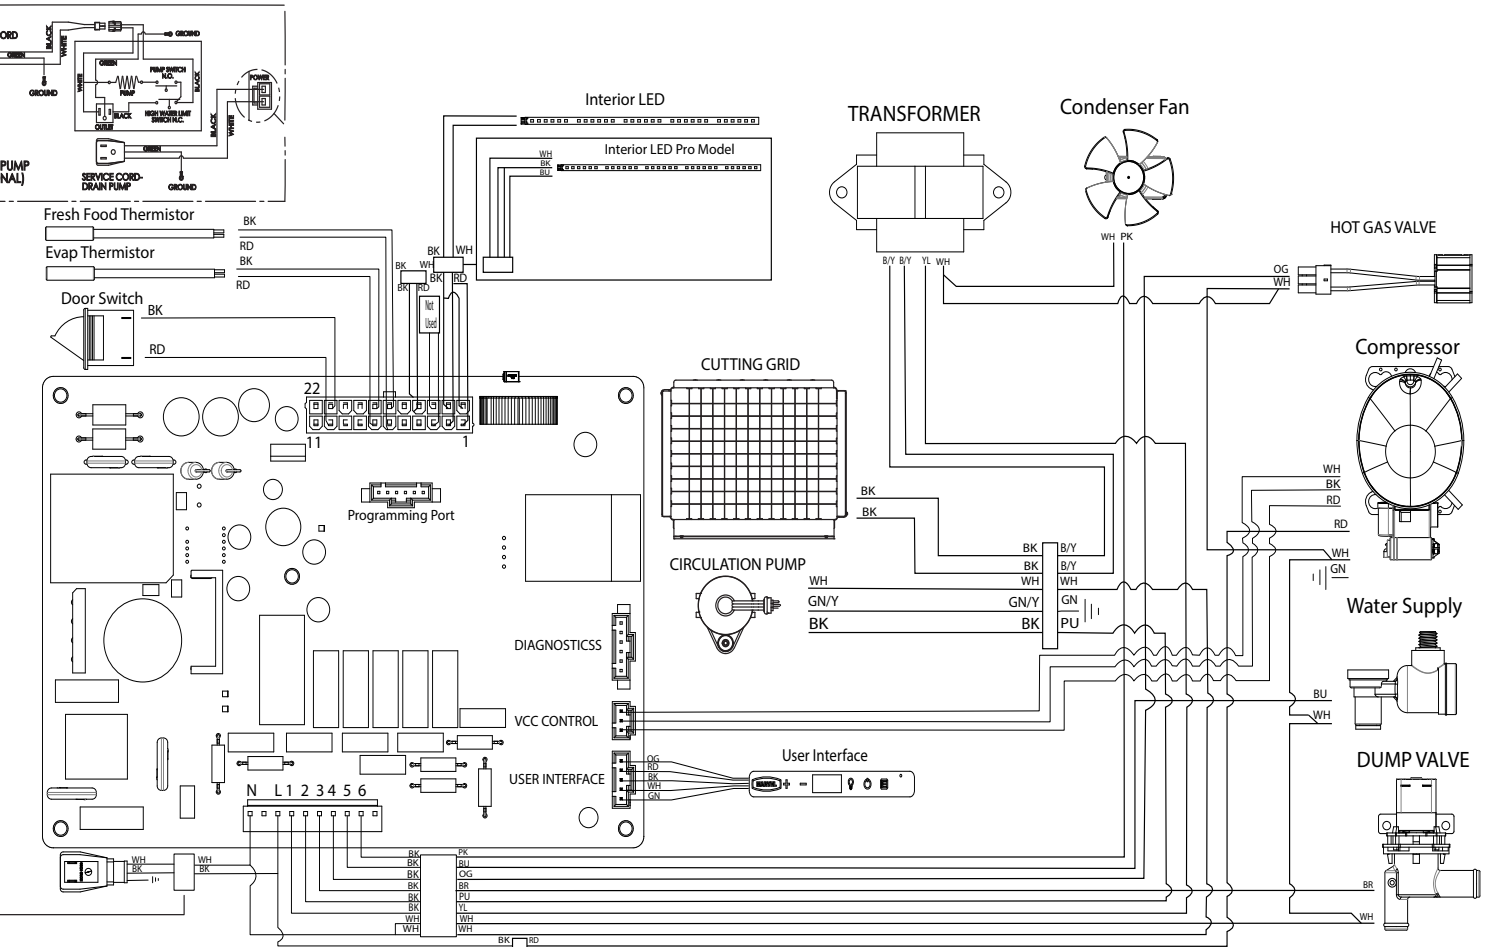 ORD
BLACK
WHITE
GREEN
GROUND
GROUND
GREEN
PUMP SWITCH
N.O.
WHITE
BLACK
PUMP
HIGH WATER LIMIT
SWITCH N.C.
BLACK
OUTLET
POWER
BLACK
WHITE
GREEN
PUMP
NAL)
SERVICE CORD-
DRAIN PUMP
GROUND
Fresh Food Thermistor
BK
RD
Evap Thermistor
BK
RD
Door Switch
BK
RD
Interior LED
Interior LED Pro Model
WH
BK
BU
BK WH
BK WH BK RD
BK RD
Not
Used
TRANSFORMER
B/Y B/Y YL WH
Condenser Fan
WH PK
HOT GAS VALVE
OG
WH
Compressor
WH
BK
RD
RD
WH
GN
22
11
1
Programming Port
CUTTING GRID
BK
BK
CIRCULATION PUMP
WH
GN/Y
BK
BK B/Y
BK B/Y
WH WH
GN/Y GN
BK PU
Water Supply
BU
WH
DIAGNOSTICSS
VCC CONTROL
USER INTERFACE
OG
RD
BK
WH
GN
User Interface
DUMP VALVE
BR
WH
N L 1 2 3 4 5 6
WH WH
BK BK
BK PK
BK BU
BK OG
BK BR
BK PU
BK YL
WH WH
WH WH
BK RD